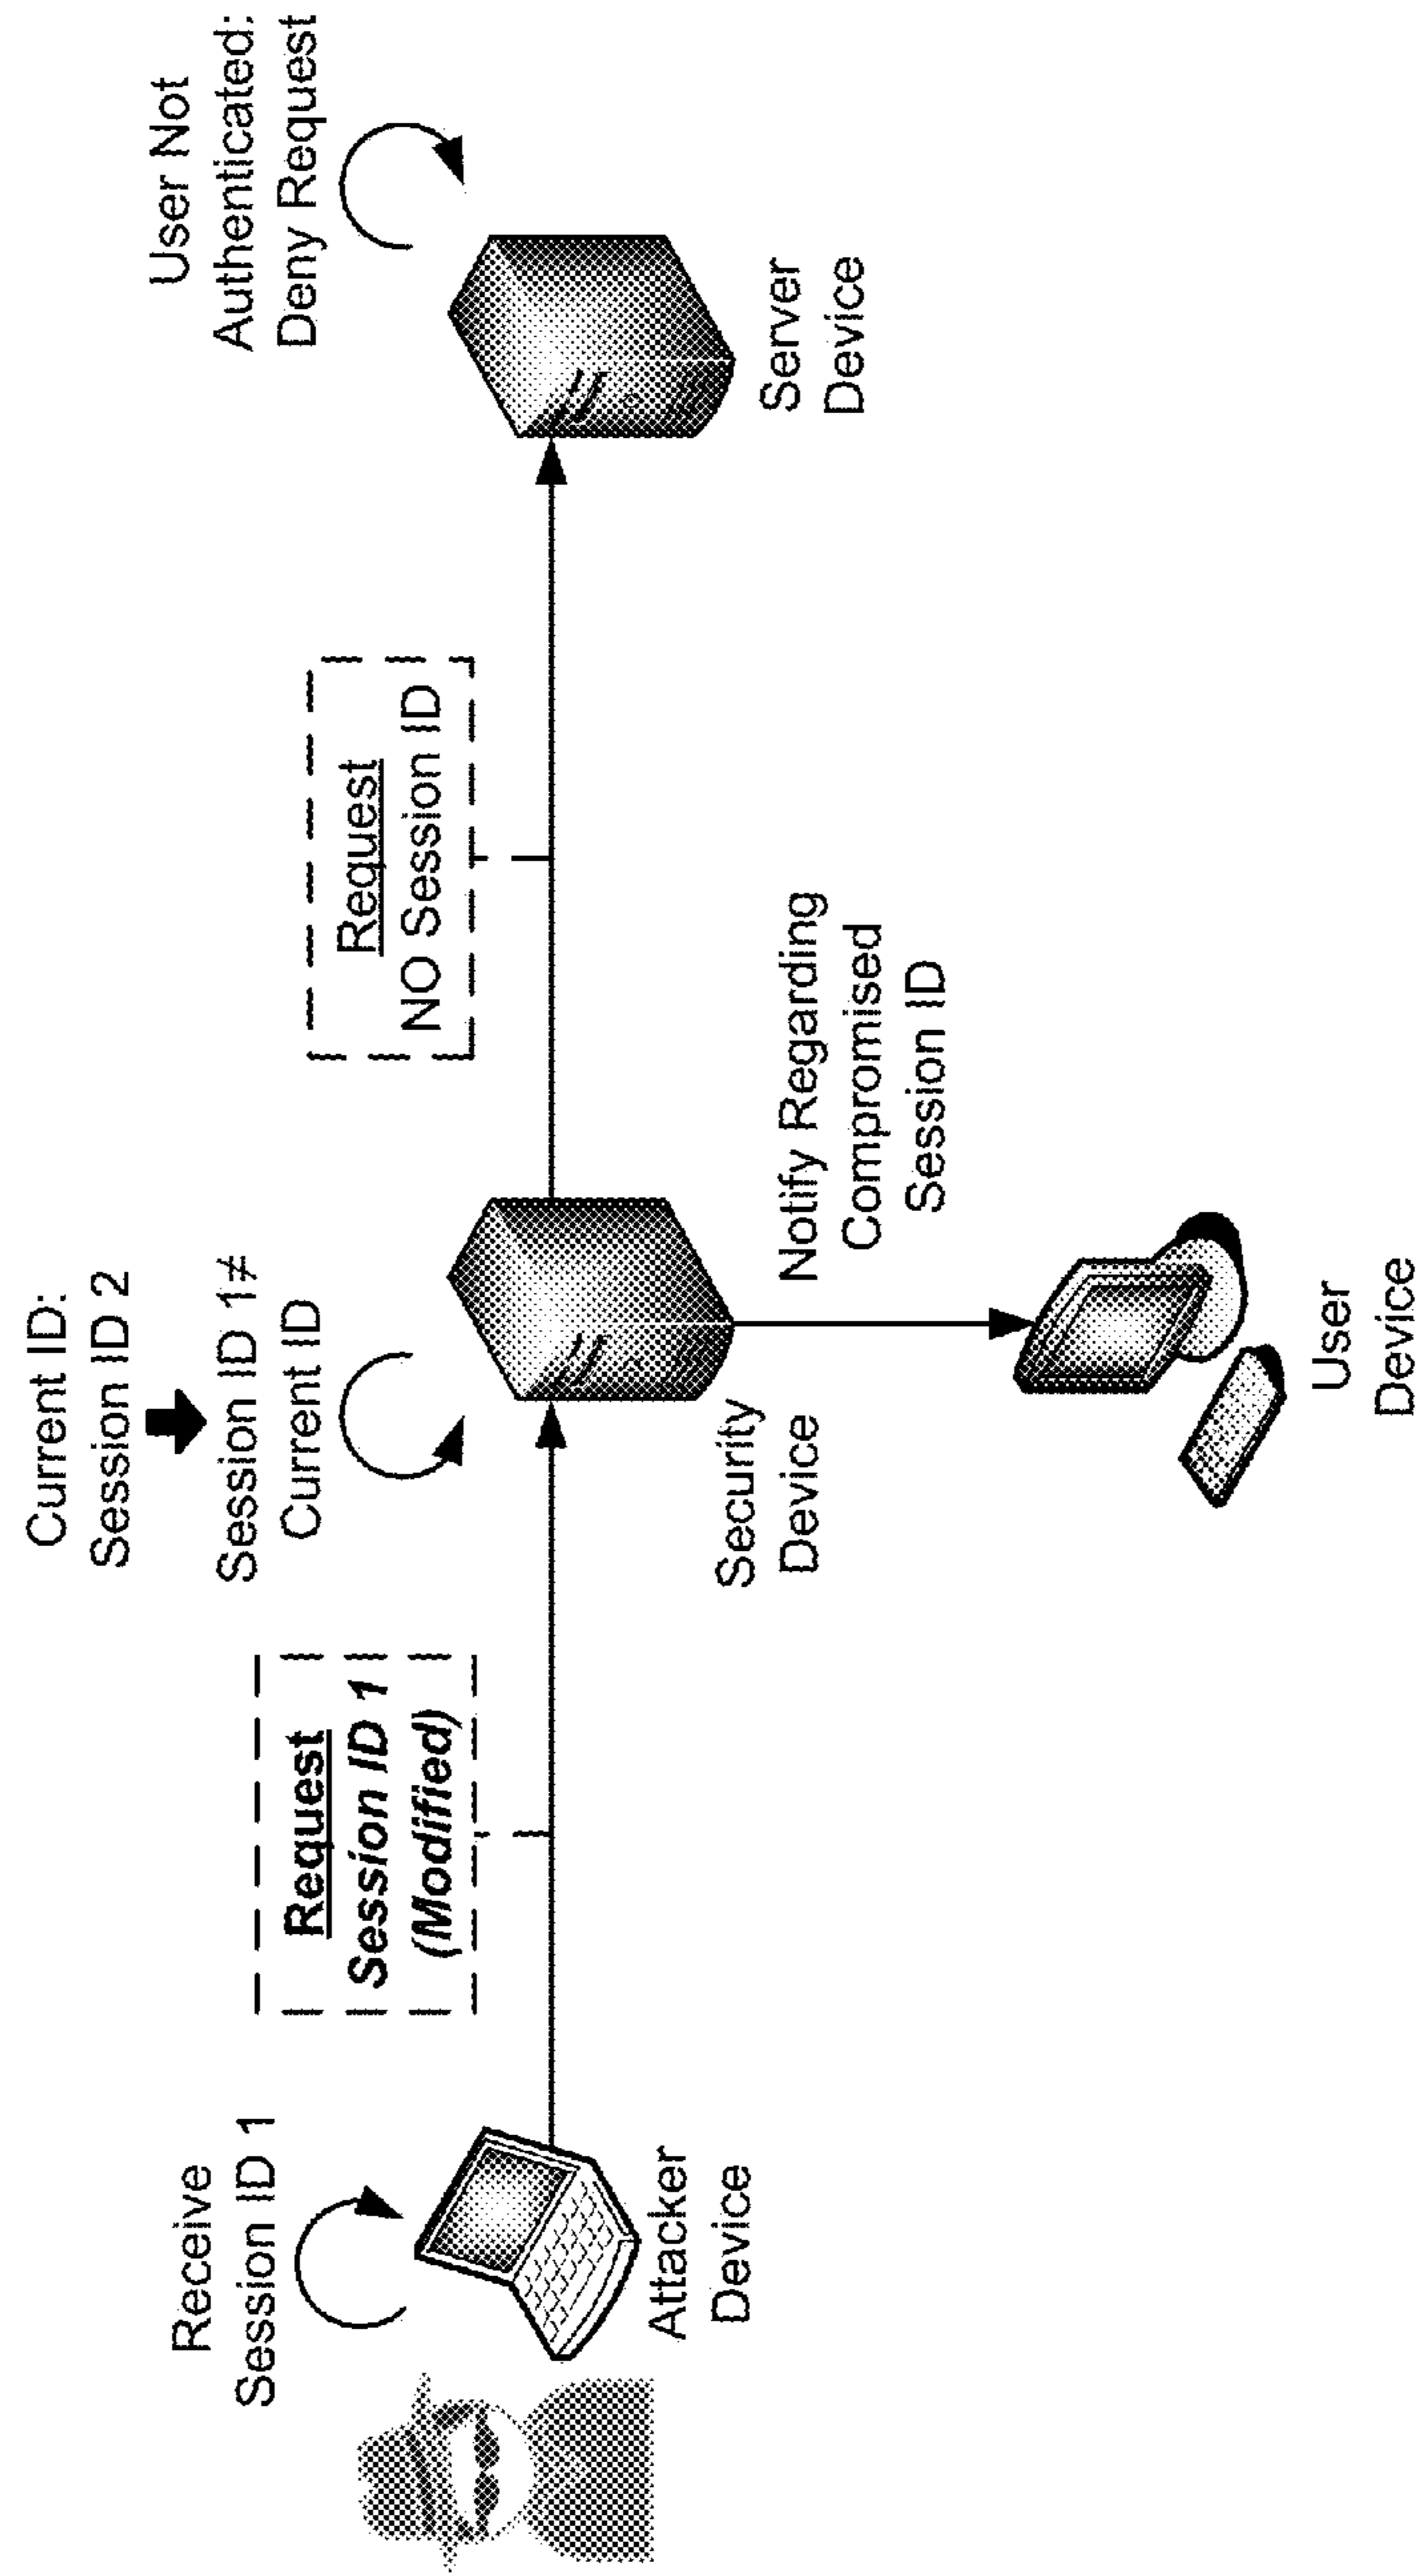 Receive
Session ID 1
Attacker
Device
Request
Session ID 1
(Modified)
Current ID:
Session ID 2
Session ID 1≠
Current ID
Security
Device
Notify Regarding
Compromised
Session ID
User
Device
Request
NO Session ID
User Not
Authenticated:
Deny Request
Server
Device